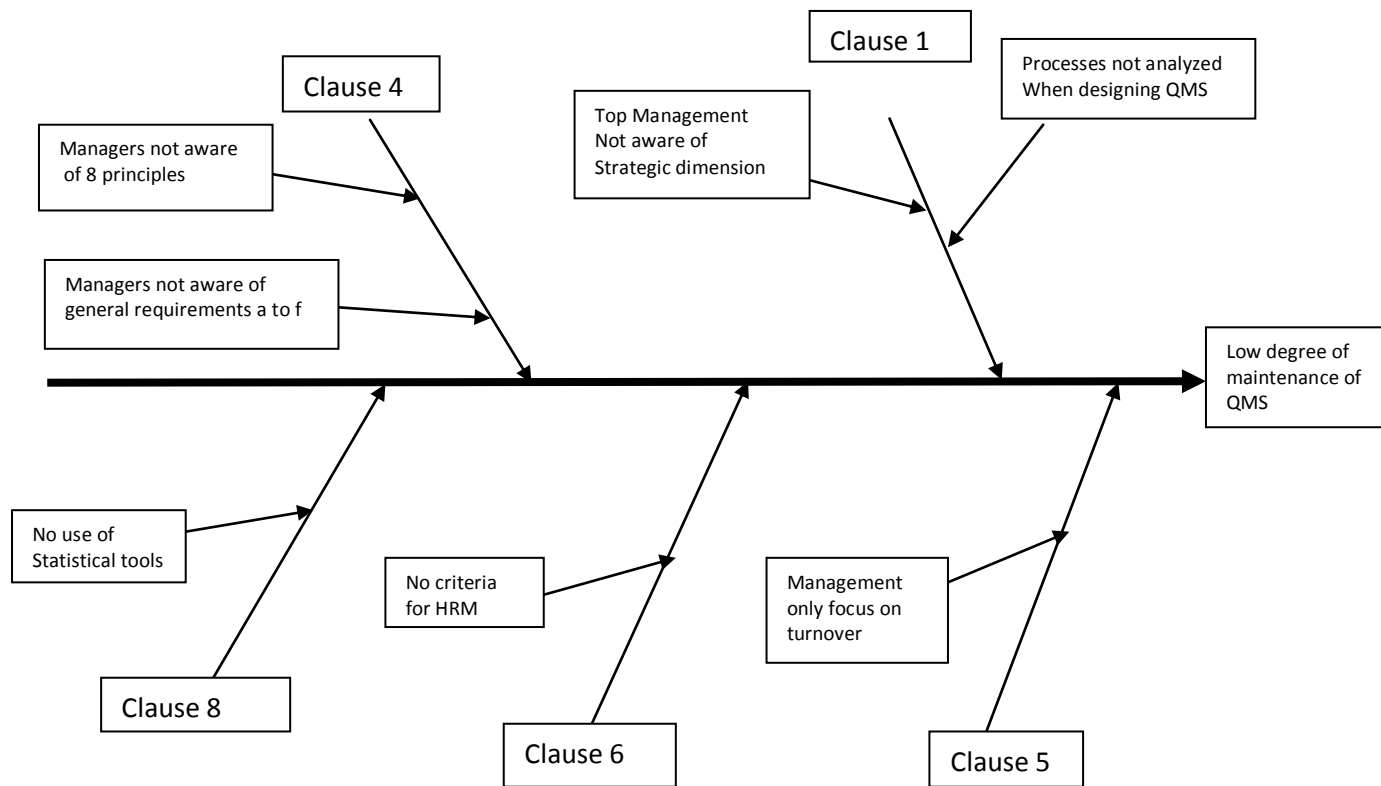 Clause 1
Clause 4
Processes not analyzed
When designing QMS
Top Management
Not aware of
Strategic dimension
Managers not aware
of 8 principles
Managers not aware of
general requirements a to f
Low degree of
maintenance of
QMS
No use of
Statistical tools
No criteria
for HRM
Management
only focus on
turnover
Clause 8
Clause 6
Clause 5